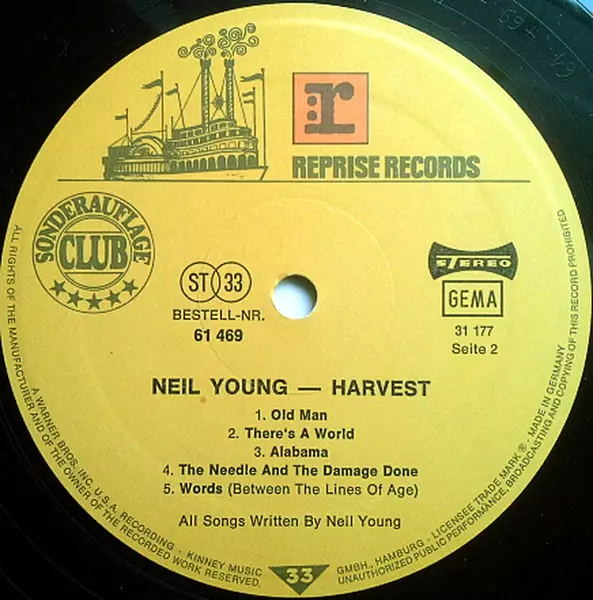 r
REPRISE RECORDS
SONDERAUFLAGE
CLUB
ST 33
STEREO
GEMA
BESTELL-NR.
61 469
31 177
Seite 2
NEIL YOUNG — HARVEST
1. Old Man
2. There's A World
3. Alabama
4. The Needle And The Damage Done
5. Words (Between The Lines Of Age)
All Songs Written By Neil Young
33
ALL RIGHTS OF THE MANUFACTURER AND OF THE OWNER OF THE RECORDED WORK RESERVED.
A WARNER BROS. INC. U.S.A. RECORDING · KINNEY MUSIC GMBH., HAMBURG · LICENSEE TRADE MARK ® · MADE IN GERMANY
UNAUTHORIZED PUBLIC PERFORMANCE, BROADCASTING AND COPYING OF THIS RECORD PROHIBITED